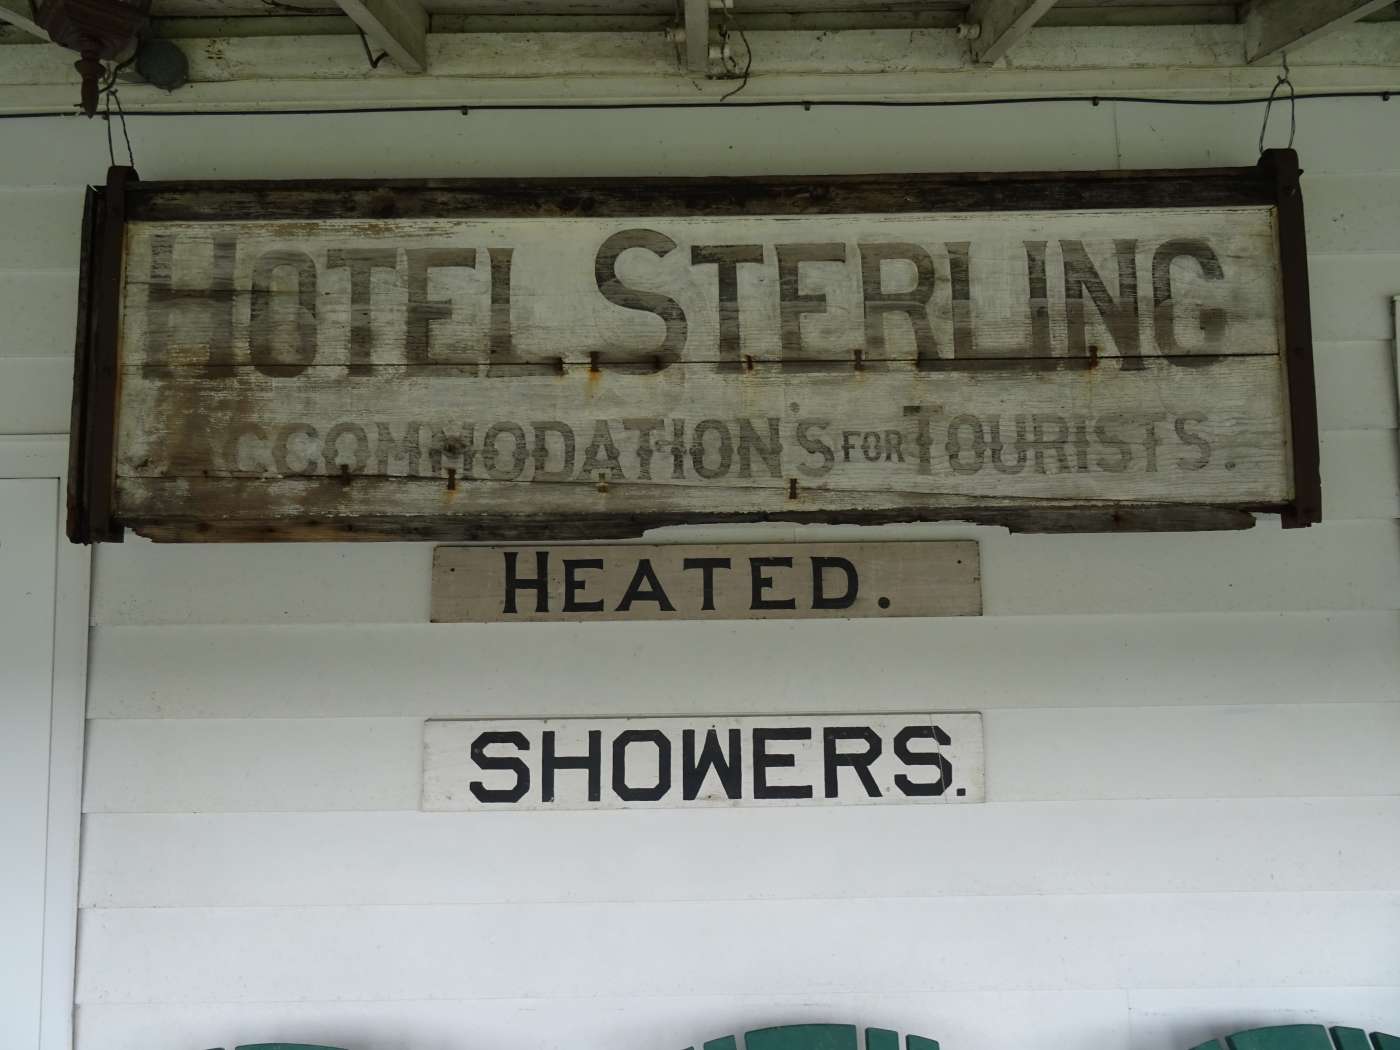 HOTEL STERLING
ACCOMMODATION'S FOR TOURISTS.
HEATED.
SHOWERS.